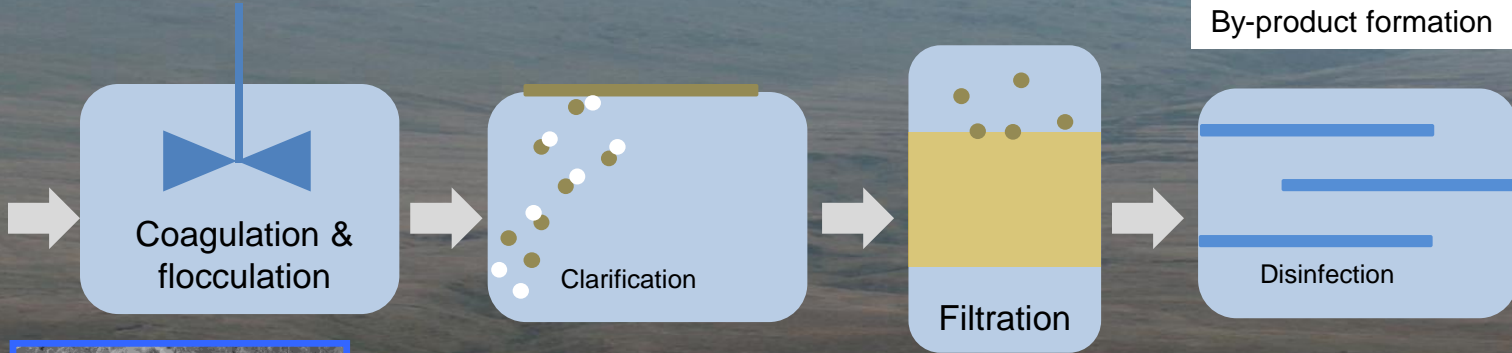 By-product formation
Coagulation &
flocculation
Clarification
Filtration
Disinfection